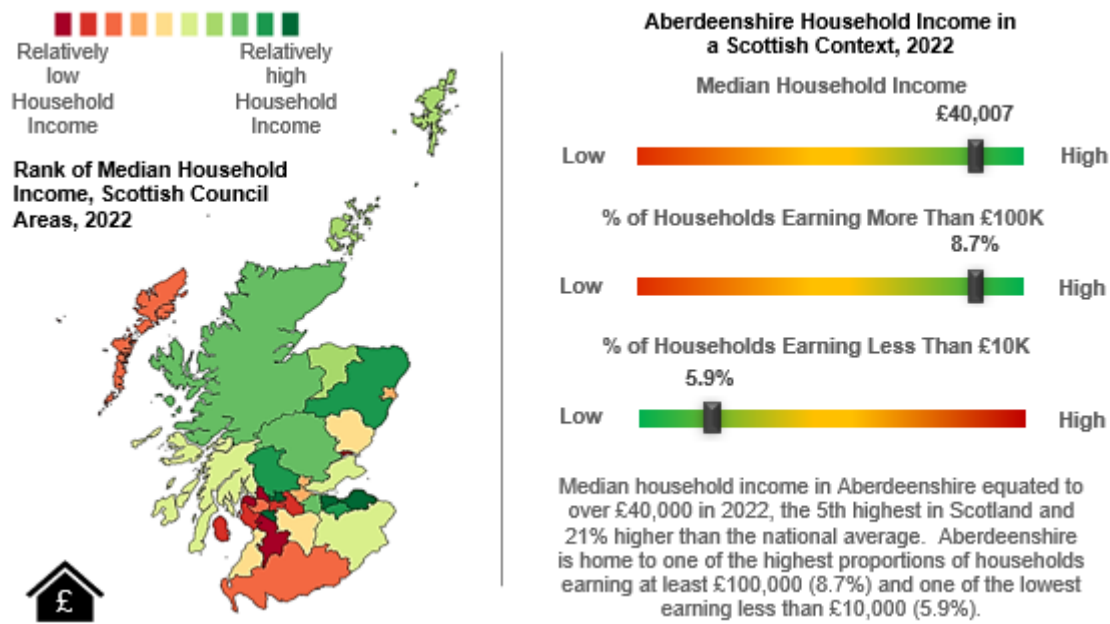 Relatively
low
Household
Income
Relatively
high
Household
Income
Rank of Median Household
Income, Scottish Council
Areas, 2022
£
Aberdeenshire Household Income in
a Scottish Context, 2022
Median Household Income
£40,007
Low
High
% of Households Earning More Than £100K
8.7%
Low
High
% of Households Earning Less Than £10K
5.9%
Low
High
Median household income in Aberdeenshire equated to
over £40,000 in 2022, the 5th highest in Scotland and
21% higher than the national average.  Aberdeenshire
is home to one of the highest proportions of households
earning at least £100,000 (8.7%) and one of the lowest
earning less than £10,000 (5.9%).